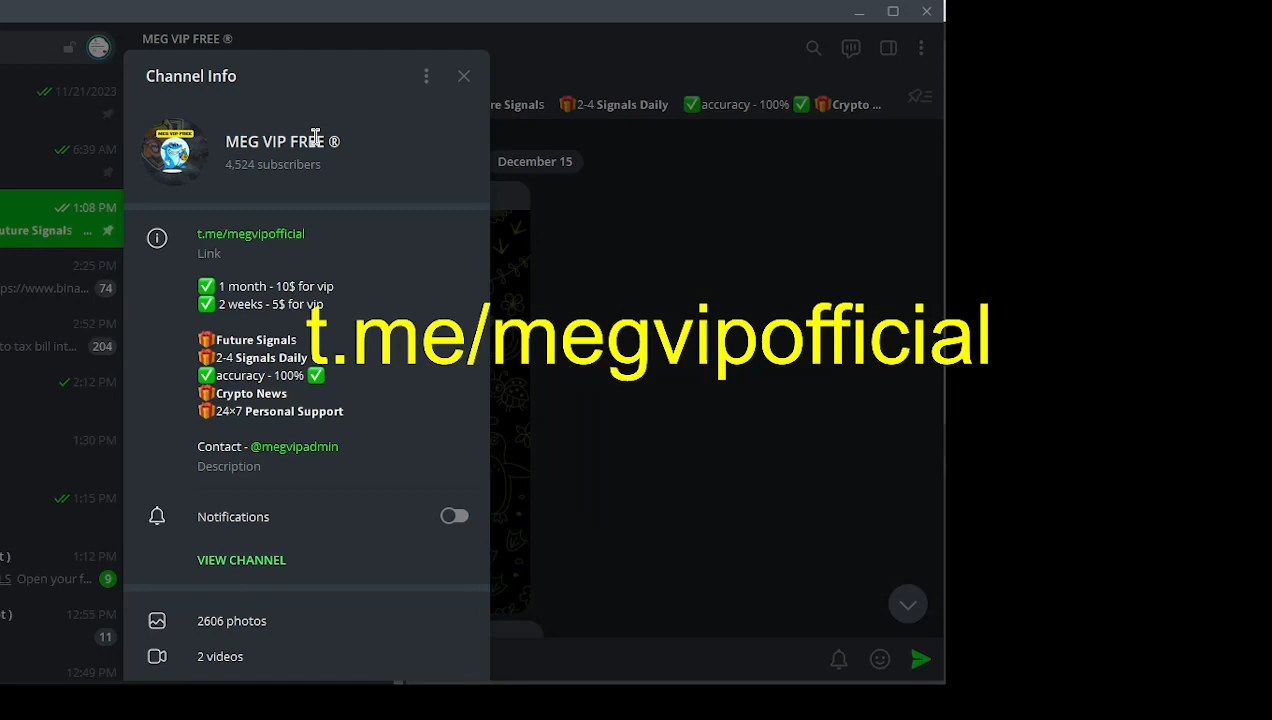 MEG VIP FREE ®
Channel Info
11/21/2023
MEG VIP FREE
MEG VIP FREE ®
4,524 subscribers
re Signals 🎁2-4 Signals Daily ✅accuracy - 100% ✅ 🎁Crypto ...
December 15
6:39 AM
1:08 PM
uture Signals ...
t.me/megvipofficial
Link
2:25 PM
ps://www.bina... 74
✅ 1 month - 10$ for vip
✅ 2 weeks - 5$ for vip
t.me/megvipofficial
2:52 PM
to tax bill int... 204
🎁Future Signals
🎁2-4 Signals Daily
✅accuracy - 100% ✅
🎁Crypto News
🎁24×7 Personal Support
2:12 PM
1:30 PM
Contact - @megvipadmin
Description
1:15 PM
Notifications
1:12 PM
t )
LS Open your f... 9
VIEW CHANNEL
t ) 12:55 PM
11
2606 photos
2 videos
12:49 PM